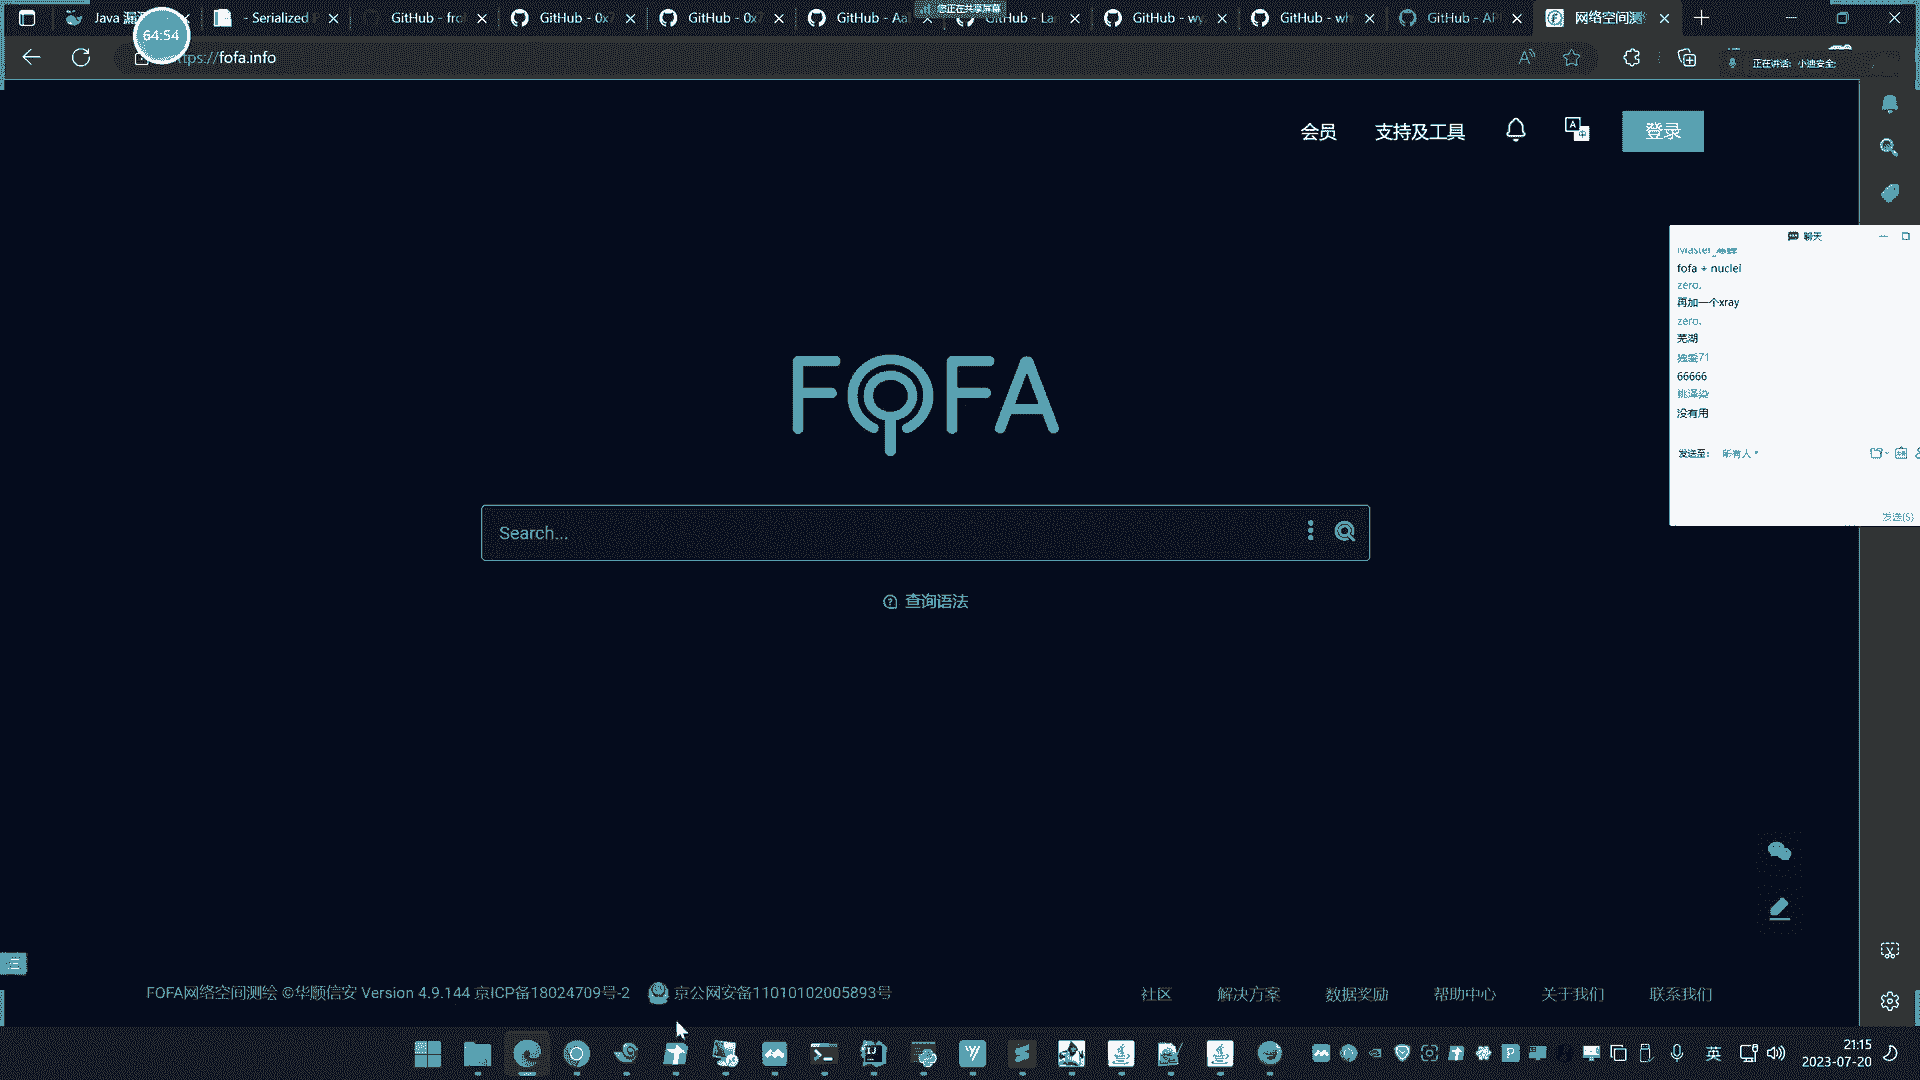 Java
- Serialized
GitHub - fro
GitHub - 0x7
GitHub - 0x7
GitHub - Aa
GitHub - La
GitHub - wy
GitHub - wh
GitHub - API
网络空间测
您正在共享屏幕
64:54
https://fofa.info
正在讲话: 小迪安全:
会员
支持及工具
登录
聊天
fofa + nuclei
zero.
再加一个xray
zero.
芜湖
独爱71
66666
没有用
发送至:
所有人
发送(S)
FOFA
Search...
查询语法
FOFA网络空间测绘 ©华顺信安 Version 4.9.144 京ICP备18024709号-2
京公网安备11010102005893号
社区
解决方案
数据奖励
帮助中心
关于我们
联系我们
英
21:15
2023-07-20